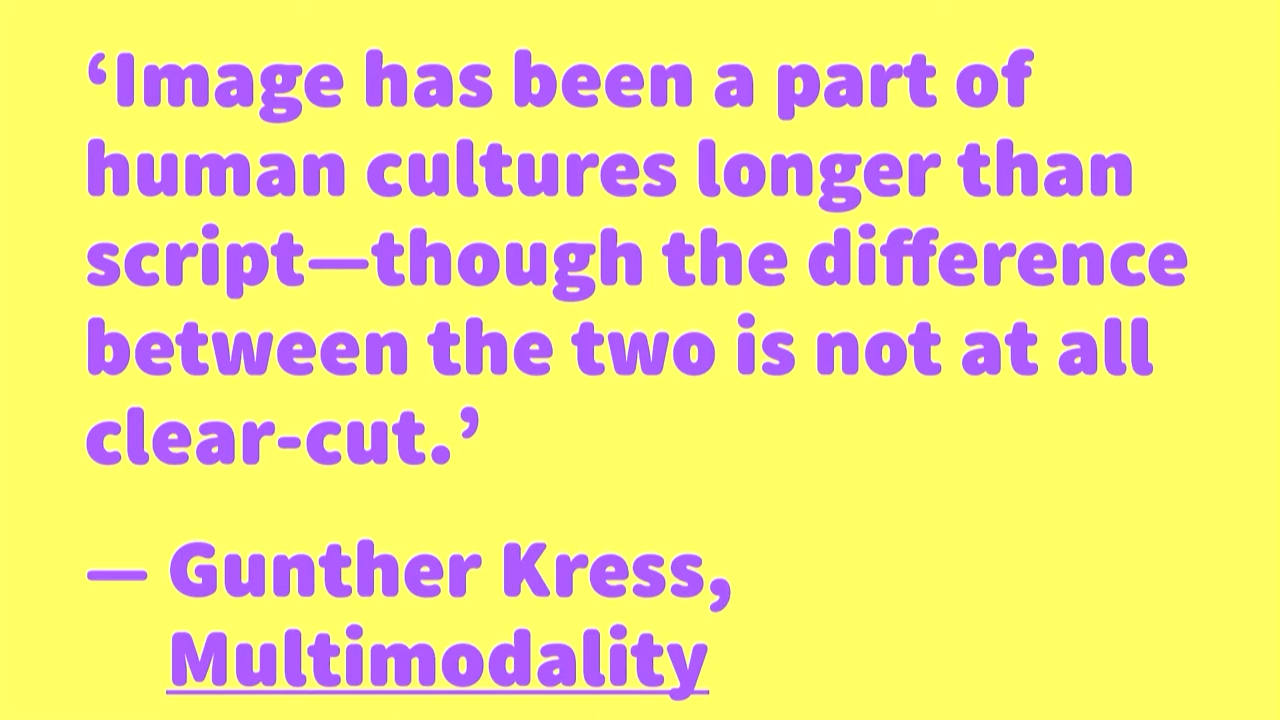 ‘Image has been a part of
human cultures longer than
script—though the difference
between the two is not at all
clear-cut.’
— Gunther Kress,
Multimodality